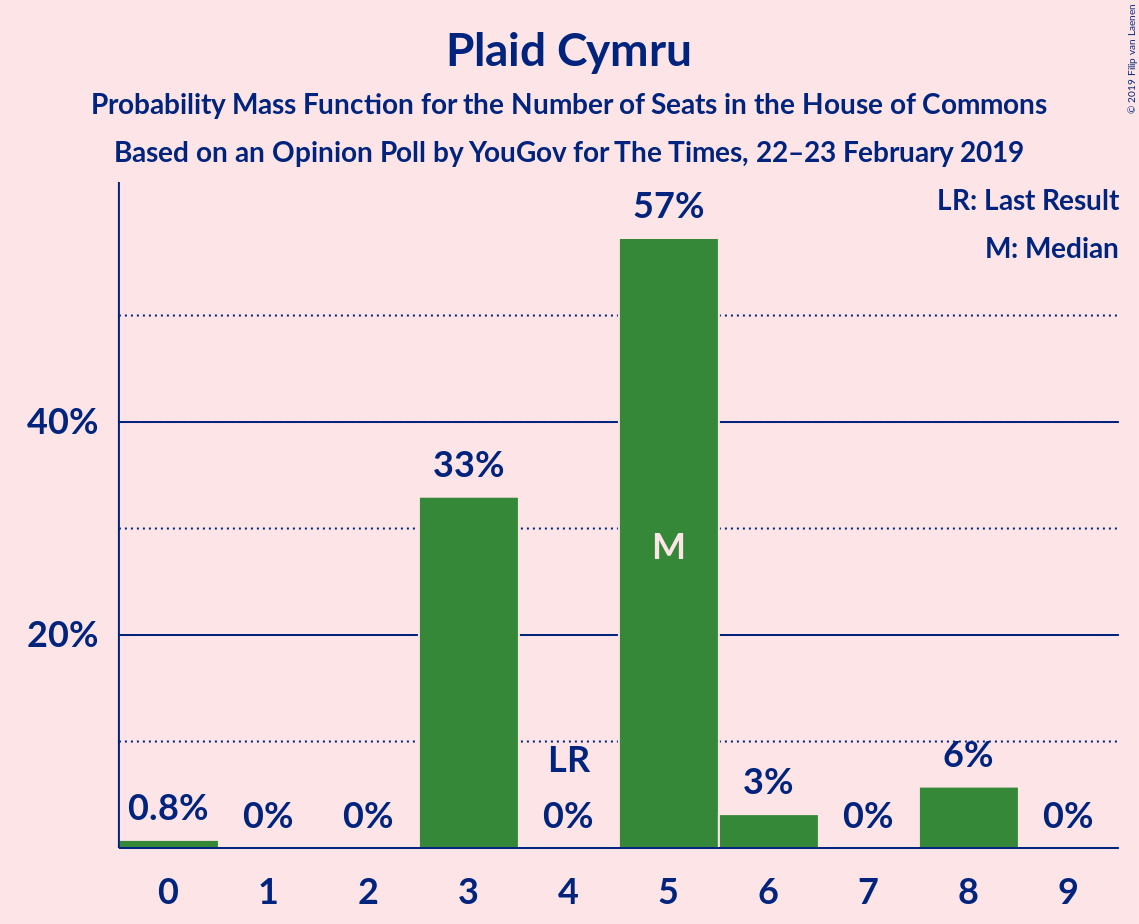 Plaid Cymru
Probability Mass Function for the Number of Seats in the House of Commons
Based on an Opinion Poll by YouGov for The Times, 22–23 February 2019
© 2019 Filip van Laenen
LR: Last Result
M: Median
57%
40%
33%
M
20%
LR
0.8%
0%
0%
0%
3%
0%
6%
0%
0 1 2 3 4 5 6 7 8 9